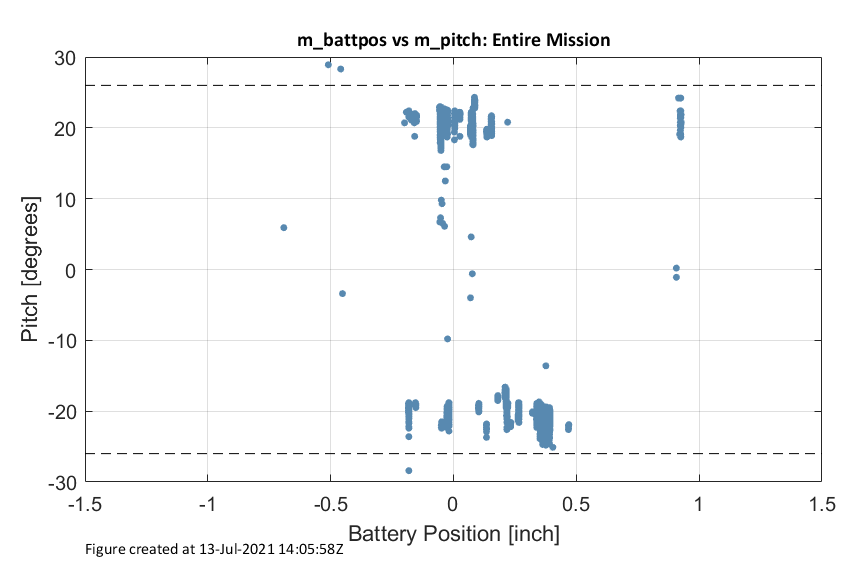 m_battpos vs m_pitch: Entire Mission
30
20
10
0
-10
-20
-30
Pitch [degrees]
-1.5 -1 -0.5 0 0.5 1 1.5
Battery Position [inch]
Figure created at 13-Jul-2021 14:05:58Z